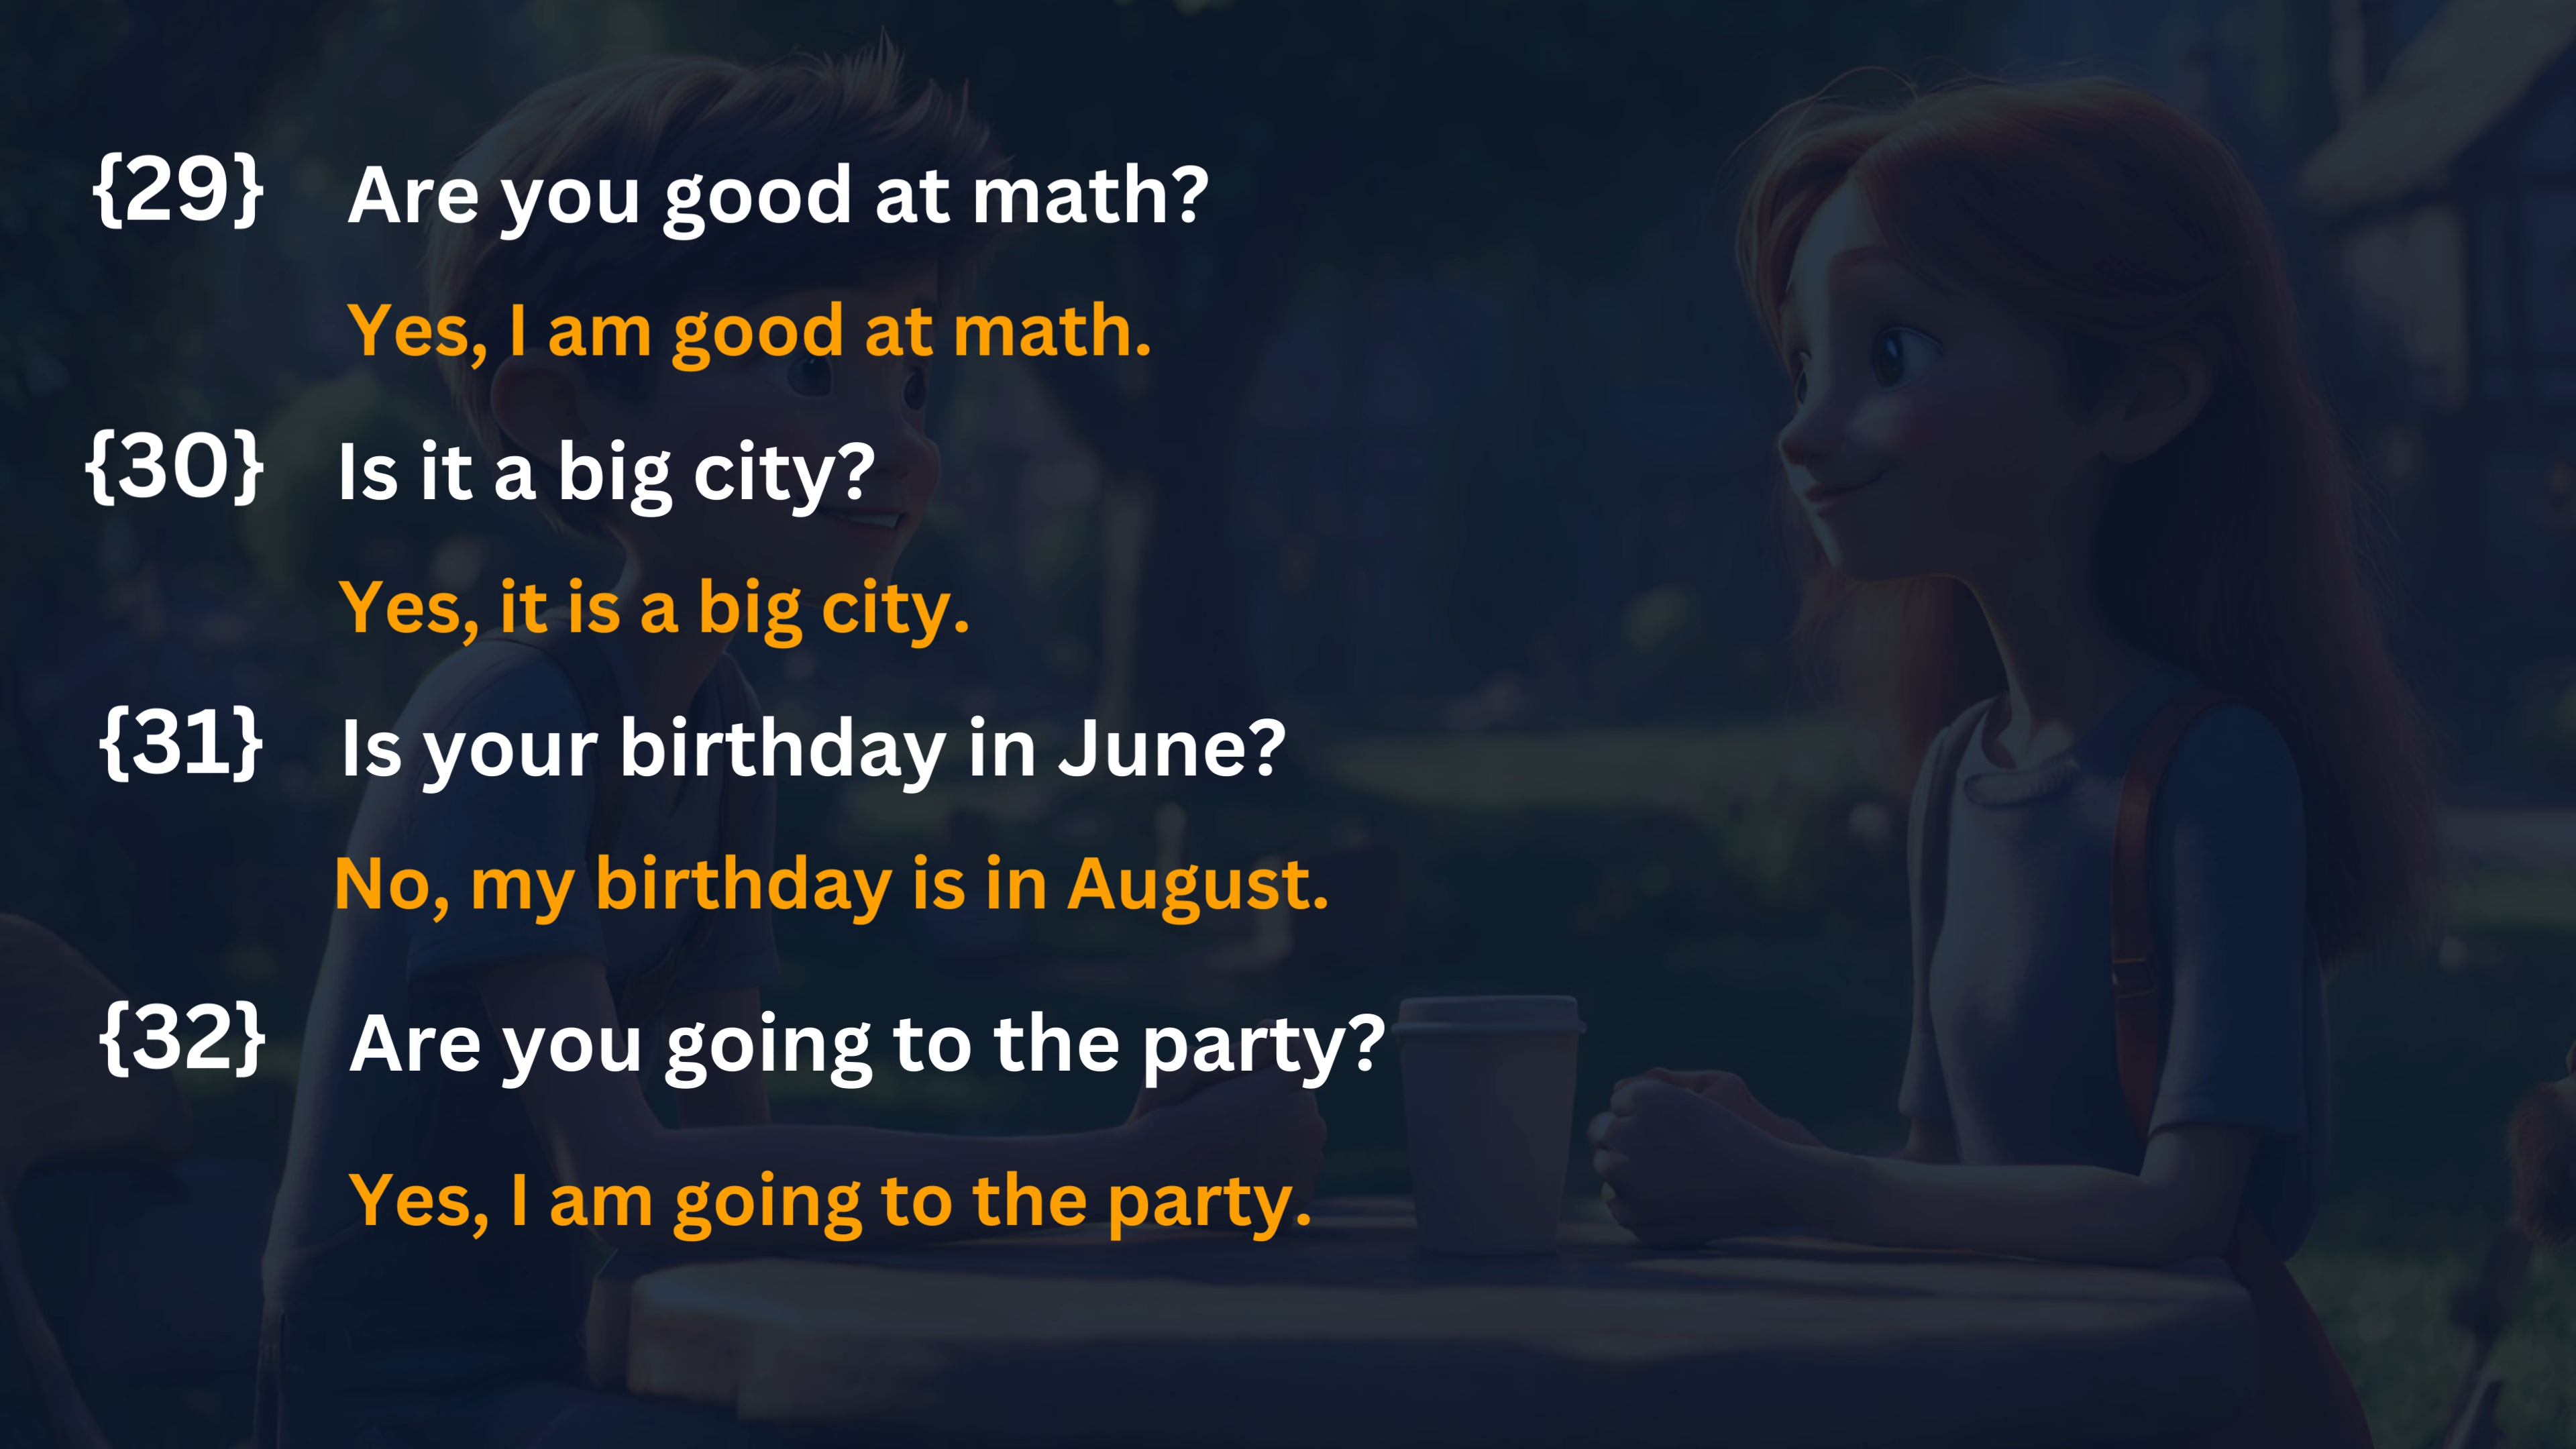 {29} Are you good at math?
Yes, I am good at math.
{30} Is it a big city?
Yes, it is a big city.
{31} Is your birthday in June?
No, my birthday is in August.
{32} Are you going to the party?
Yes, I am going to the party.